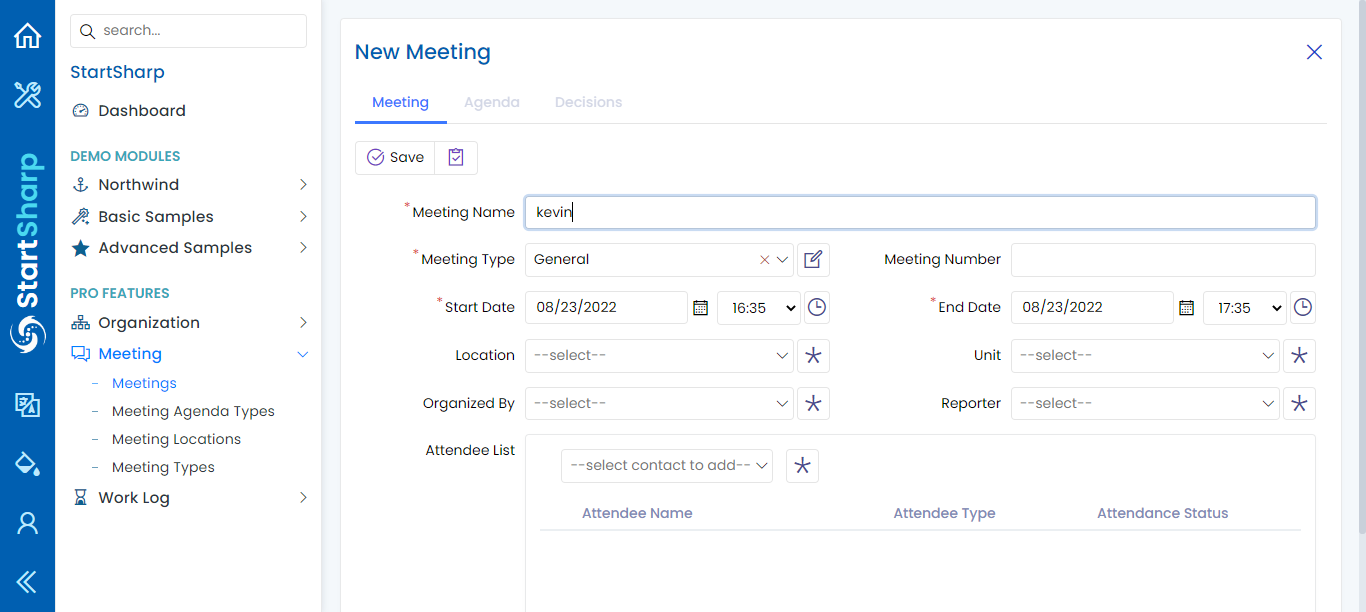 search...
StartSharp
Dashboard
DEMO MODULES
Northwind
Basic Samples
Advanced Samples
PRO FEATURES
Organization
Meeting
Meetings
Meeting Agenda Types
Meeting Locations
Meeting Types
Work Log
StartSharp
New Meeting
Meeting Agenda Decisions
Save
*Meeting Name kevin
*Meeting Type General Meeting Number
*Start Date 08/23/2022 16:35 *End Date 08/23/2022 17:35
Location --select-- Unit --select--
Organized By --select-- Reporter --select--
Attendee List
--select contact to add--
Attendee Name Attendee Type Attendance Status